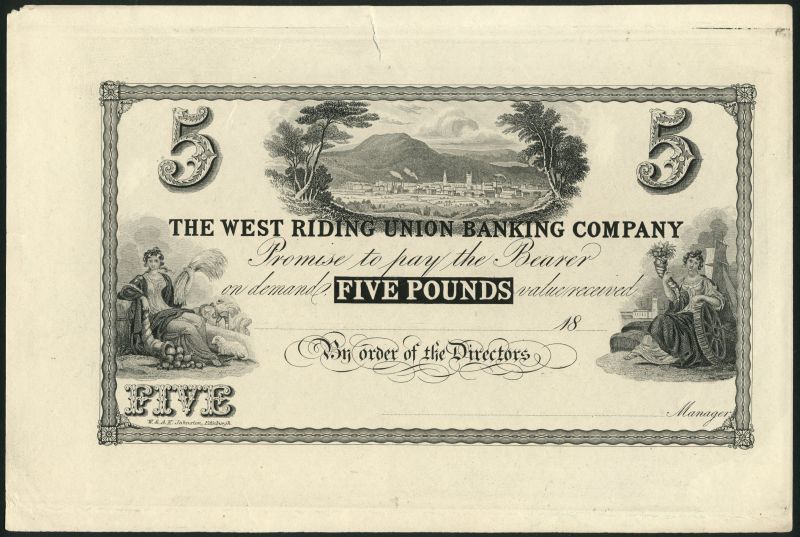 5 5
THE WEST RIDING UNION BANKING COMPANY
Promise to pay the Bearer
on demand FIVE POUNDS value received
18
By order of the Directors
FIVE
Manager
W. & A. K. Johnston, Edinburgh.